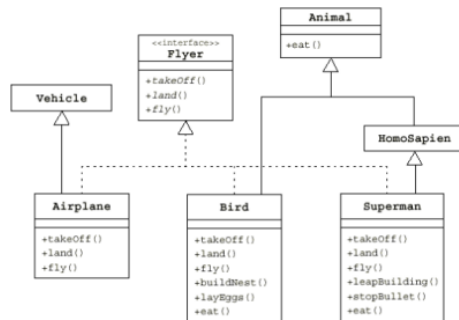 Animal
+eat()
<<interface>>
Flyer
+takeOff()
+land()
+fly()
Vehicle
HomoSapien
Airplane
+takeOff()
+land()
+fly()
Bird
+takeOff()
+land()
+fly()
+buildNest()
+layEggs()
+eat()
Superman
+takeOff()
+land()
+fly()
+leapBuilding()
+stopBullet()
+eat()